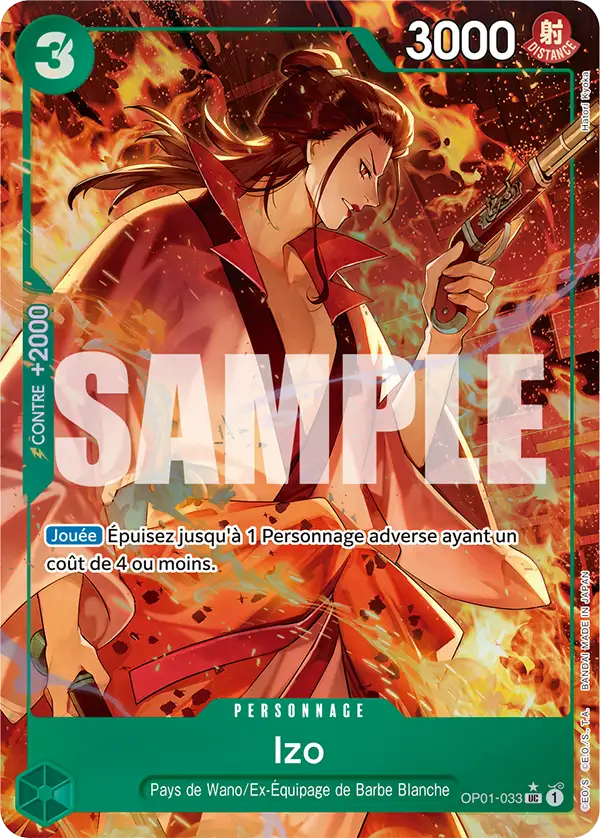 3
3000
射
DISTANCE
Hatori Kyoka
CONTRE +2000
SAMPLE
Jouée Épuisez jusqu'à 1 Personnage adverse ayant un
coût de 4 ou moins.
BANDAI MADE IN JAPAN
©E.O/S ©E.O./S., T.A.
PERSONNAGE
Izo
Pays de Wano/Ex-Équipage de Barbe Blanche
OP01-033 UC 1